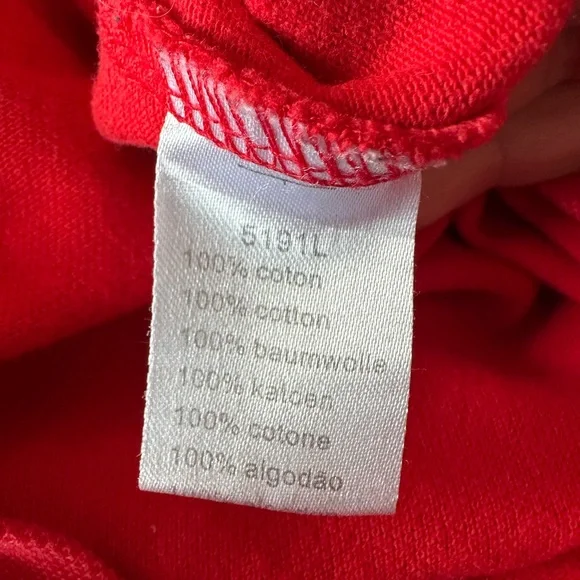 5191L
100% coton
100% cotton
100% baumwolle
100% katoen
100% cotone
100% algodão